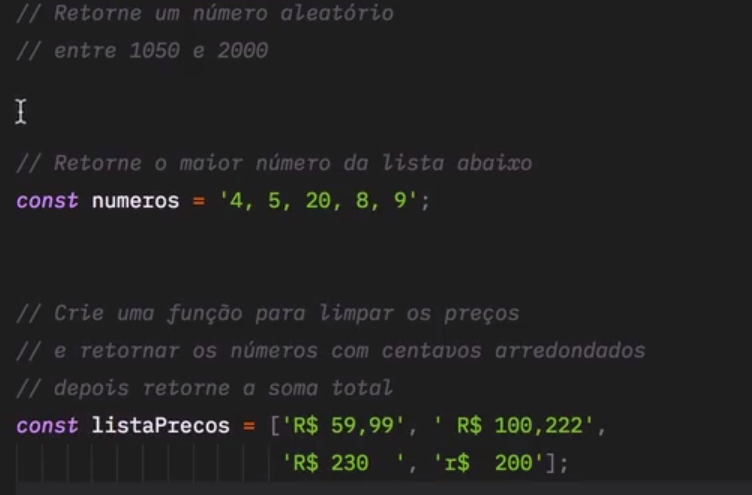 // Retorne um número aleatório
// entre 1050 e 2000
// Retorne o maior número da lista abaixo
const numeros = '4, 5, 20, 8, 9';
// Crie uma função para limpar os preços
// e retornar os números com centavos arredondados
// depois retorne a soma total
const listaPrecos = ['R$ 59,99', ' R$ 100,222',
'R$ 230  ', 'r$  200'];